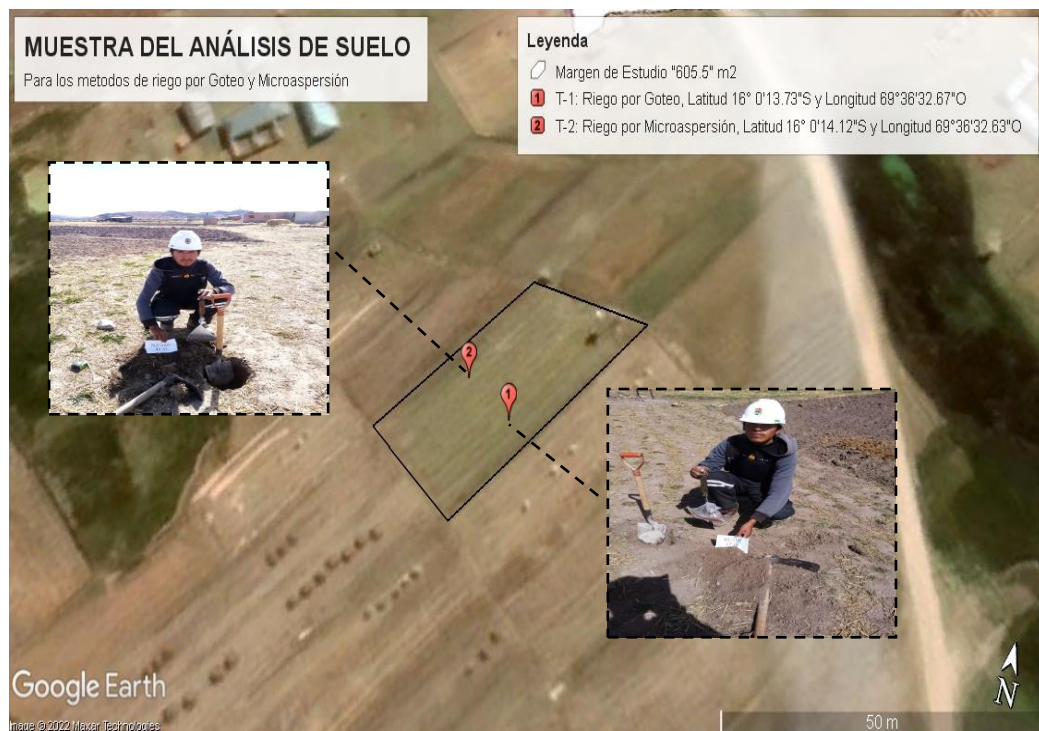 MUESTRA DEL ANÁLISIS DE SUELO
Para los metodos de riego por Goteo y Microaspersión
Leyenda
Margen de Estudio "605.5" m2
1 T-1: Riego por Goteo, Latitud 16° 0'13.73"S y Longitud 69°36'32.67"O
2 T-2: Riego por Microaspersión, Latitud 16° 0'14.12"S y Longitud 69°36'32.63"O
2
1
Google Earth
Image © 2022 Maxar Technologies
N
50 m